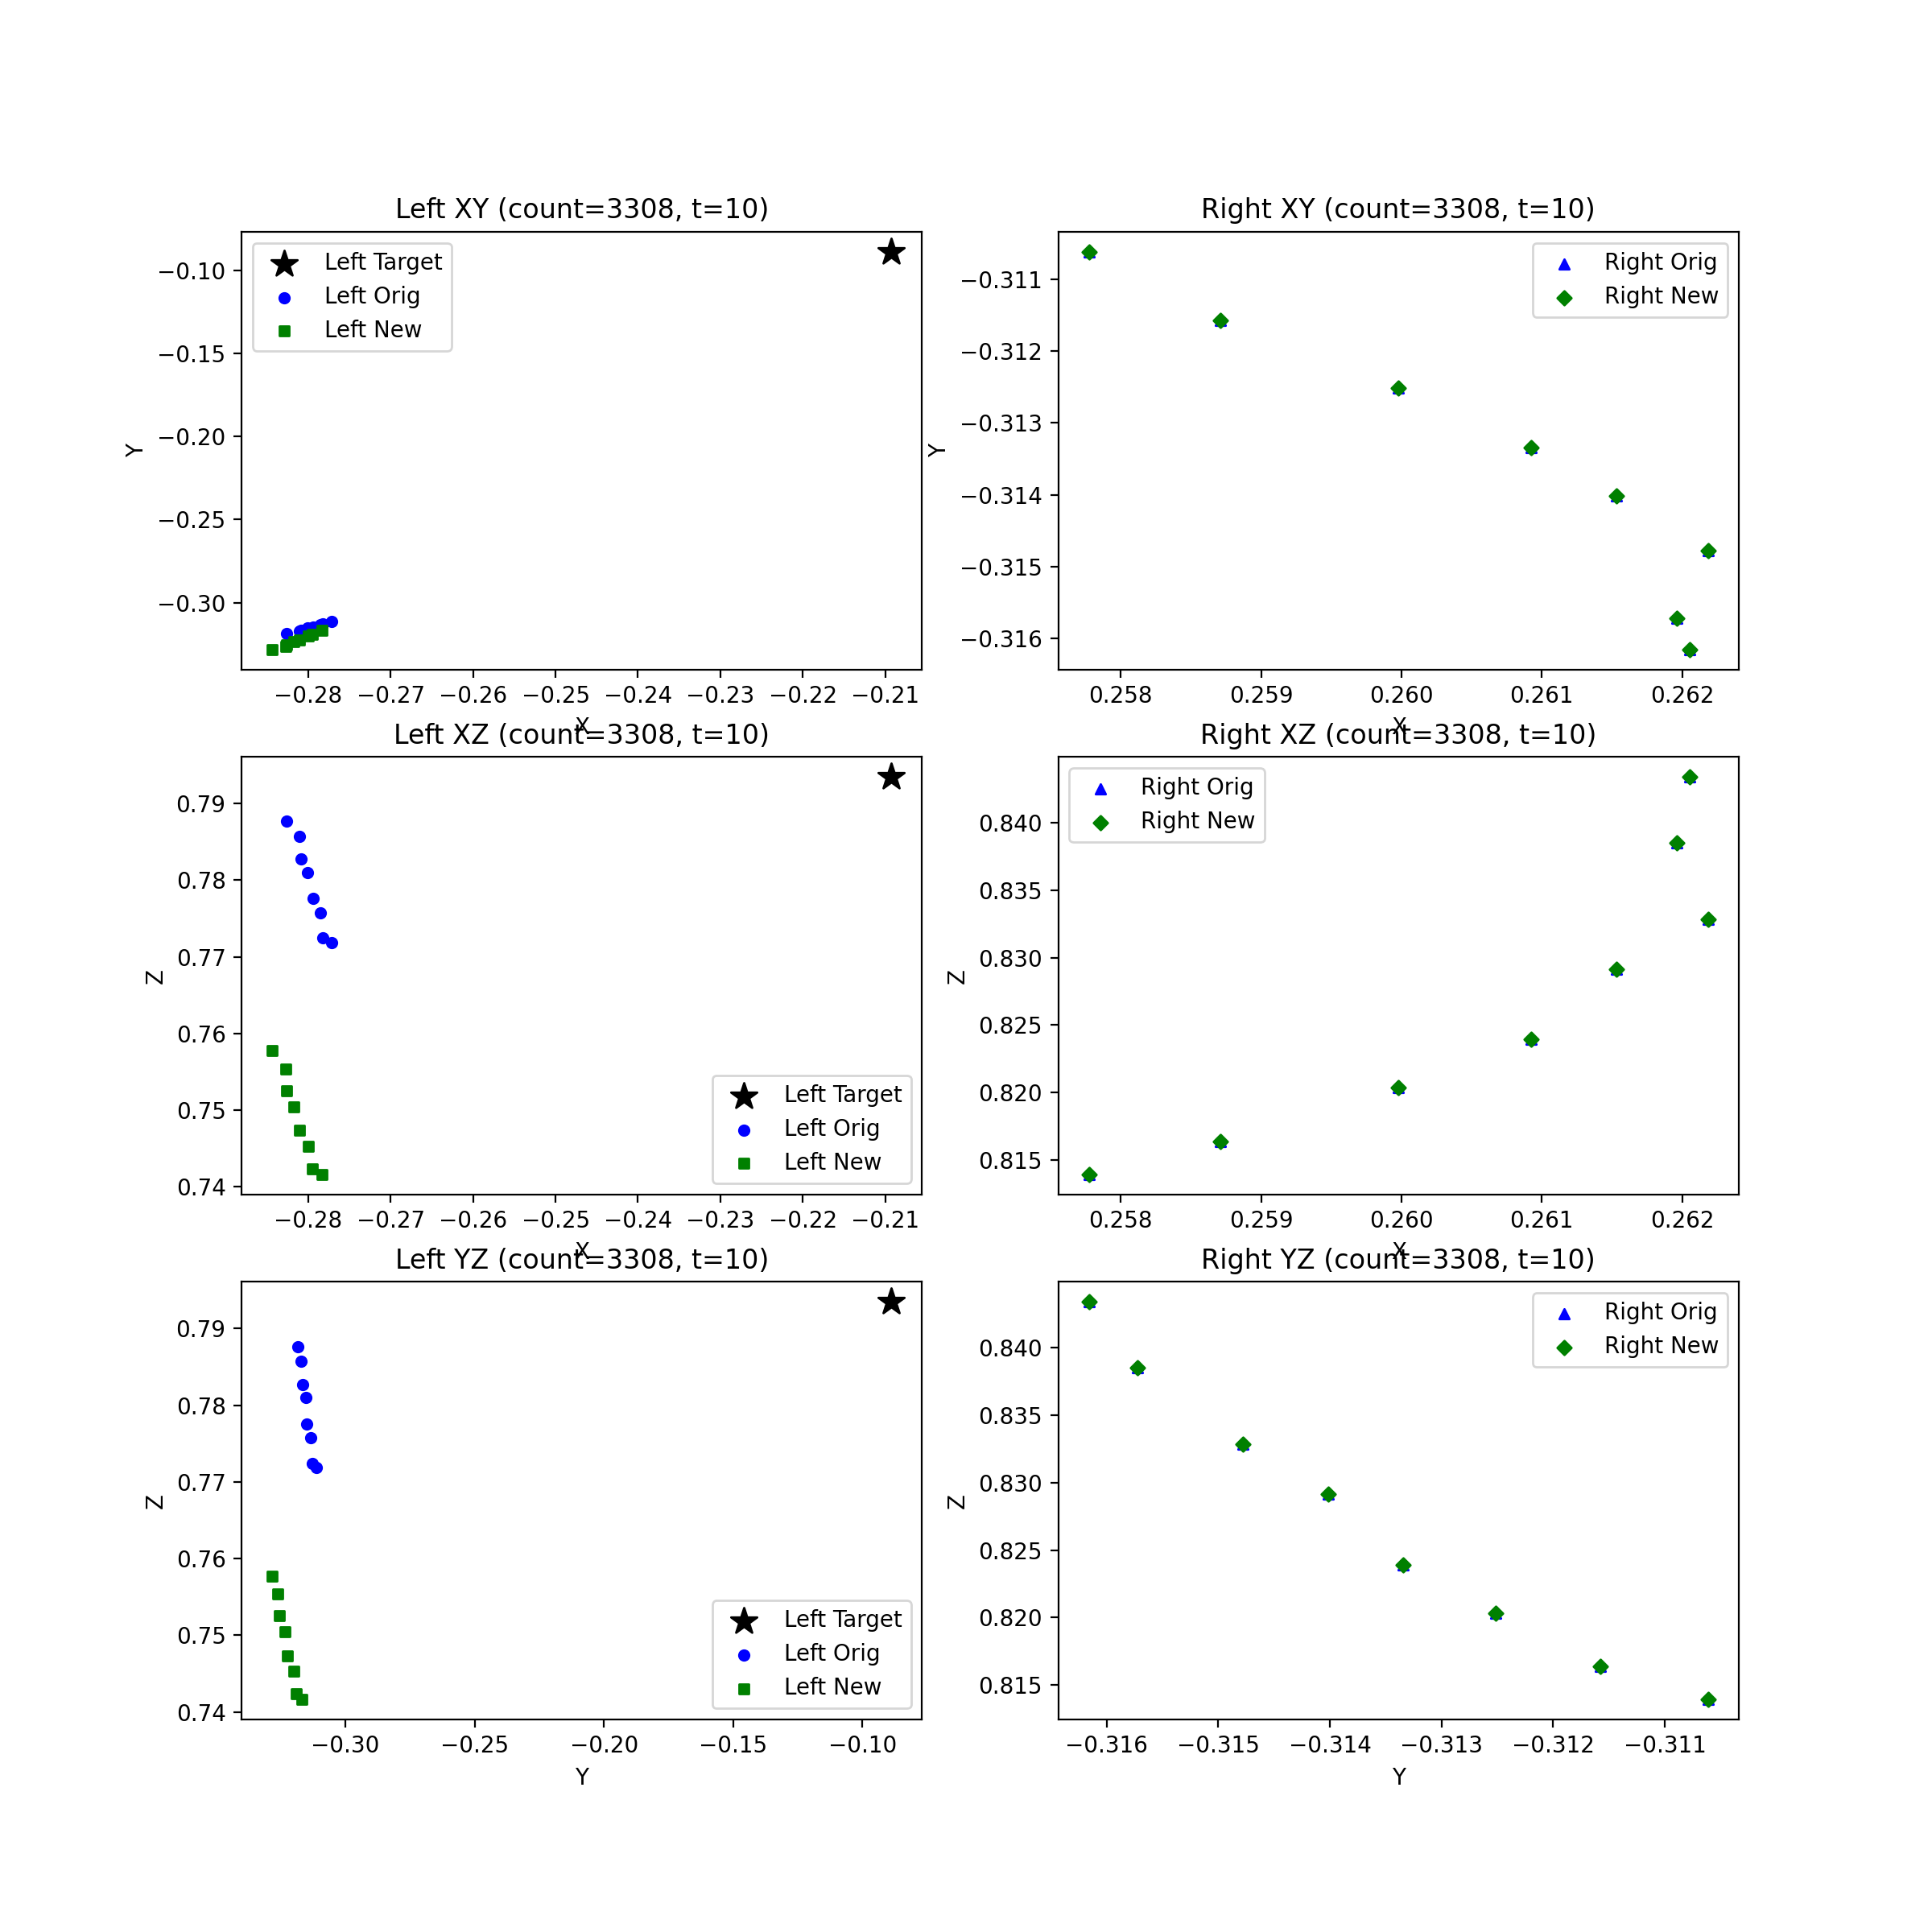 Left XY (count=3308, t=10)
Left Target
Left Orig
Left New
−0.10
−0.15
−0.20
−0.25
−0.30
Y
−0.28 −0.27 −0.26 −0.25 −0.24 −0.23 −0.22 −0.21
X
Right XY (count=3308, t=10)
Right Orig
Right New
−0.311
−0.312
−0.313
−0.314
−0.315
−0.316
Y
0.258 0.259 0.260 0.261 0.262
X
Left XZ (count=3308, t=10)
0.79
0.78
0.77
0.76
0.75
0.74
Z
Left Target
Left Orig
Left New
−0.28 −0.27 −0.26 −0.25 −0.24 −0.23 −0.22 −0.21
X
Right XZ (count=3308, t=10)
Right Orig
Right New
0.840
0.835
0.830
0.825
0.820
0.815
Z
0.258 0.259 0.260 0.261 0.262
X
Left YZ (count=3308, t=10)
0.79
0.78
0.77
0.76
0.75
0.74
Z
Left Target
Left Orig
Left New
−0.30 −0.25 −0.20 −0.15 −0.10
Y
Right YZ (count=3308, t=10)
Right Orig
Right New
0.840
0.835
0.830
0.825
0.820
0.815
Z
−0.316 −0.315 −0.314 −0.313 −0.312 −0.311
Y